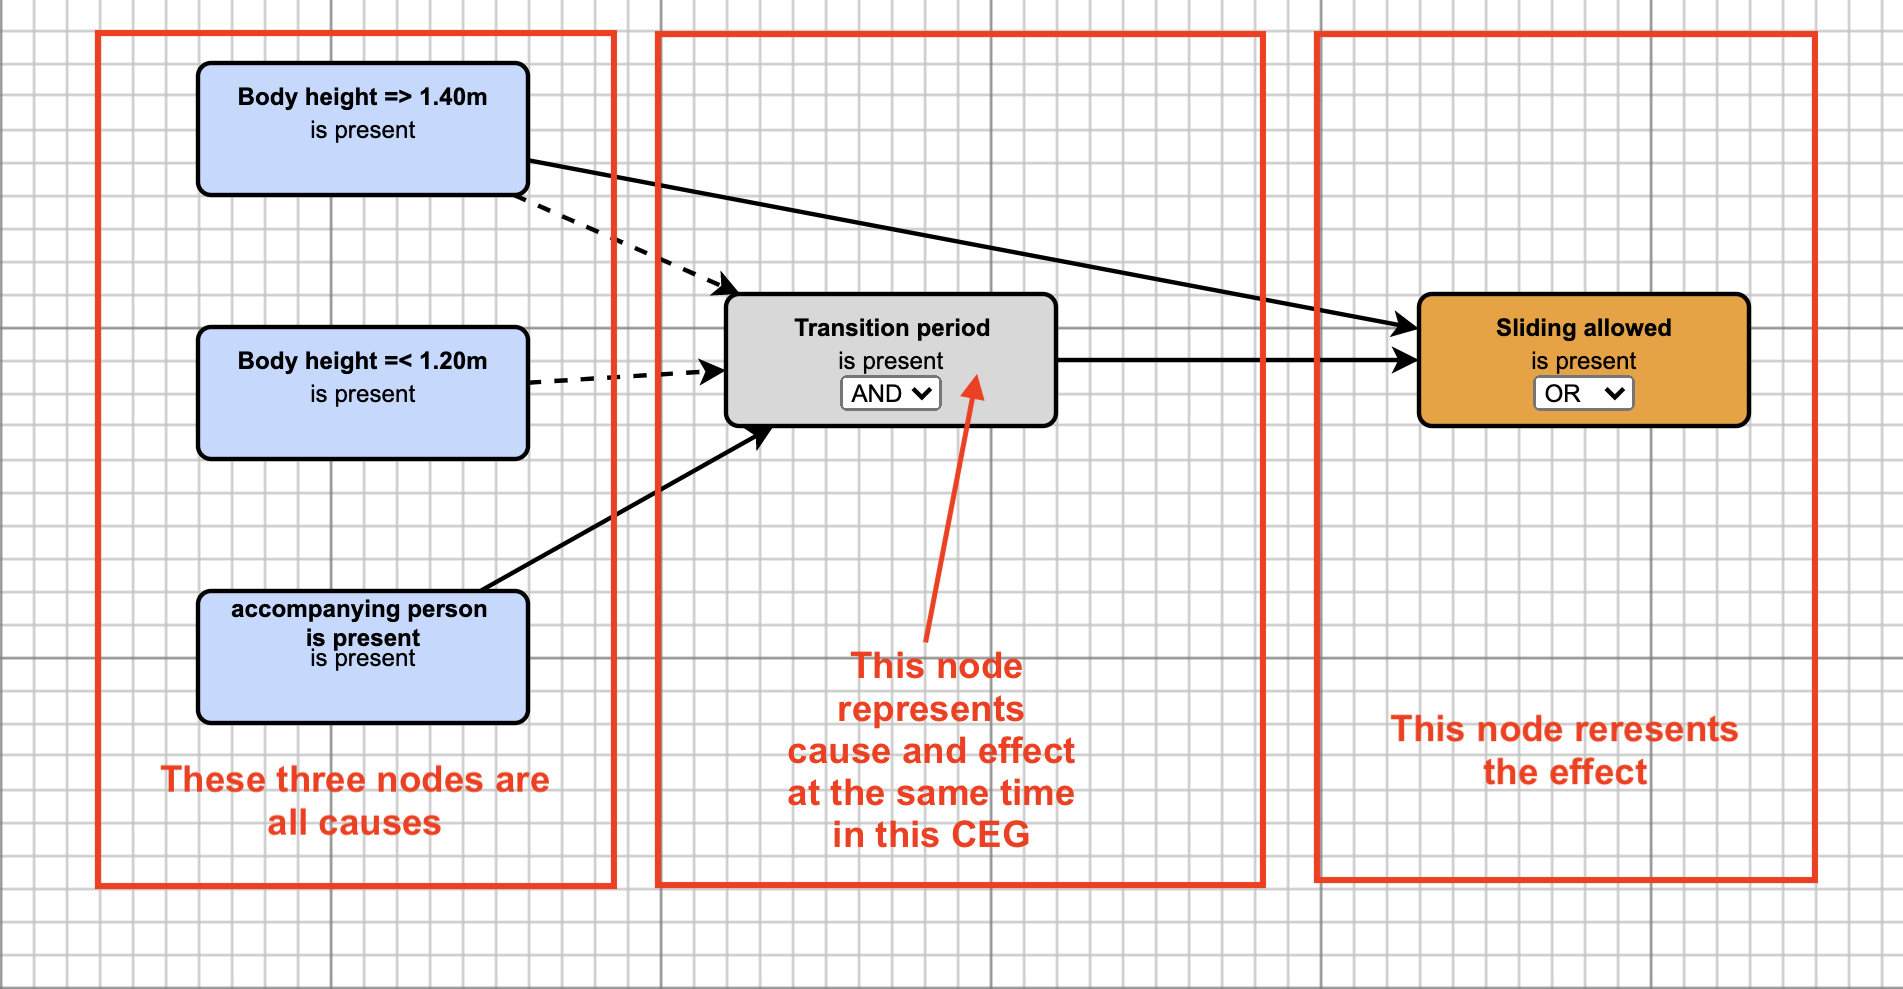 Body height => 1.40m
is present
Body height =< 1.20m
is present
accompanying person
is present
is present
These three nodes are
all causes
Transition period
is present
AND
This node
represents
cause and effect
at the same time
in this CEG
Sliding allowed
is present
OR
This node reresents
the effect